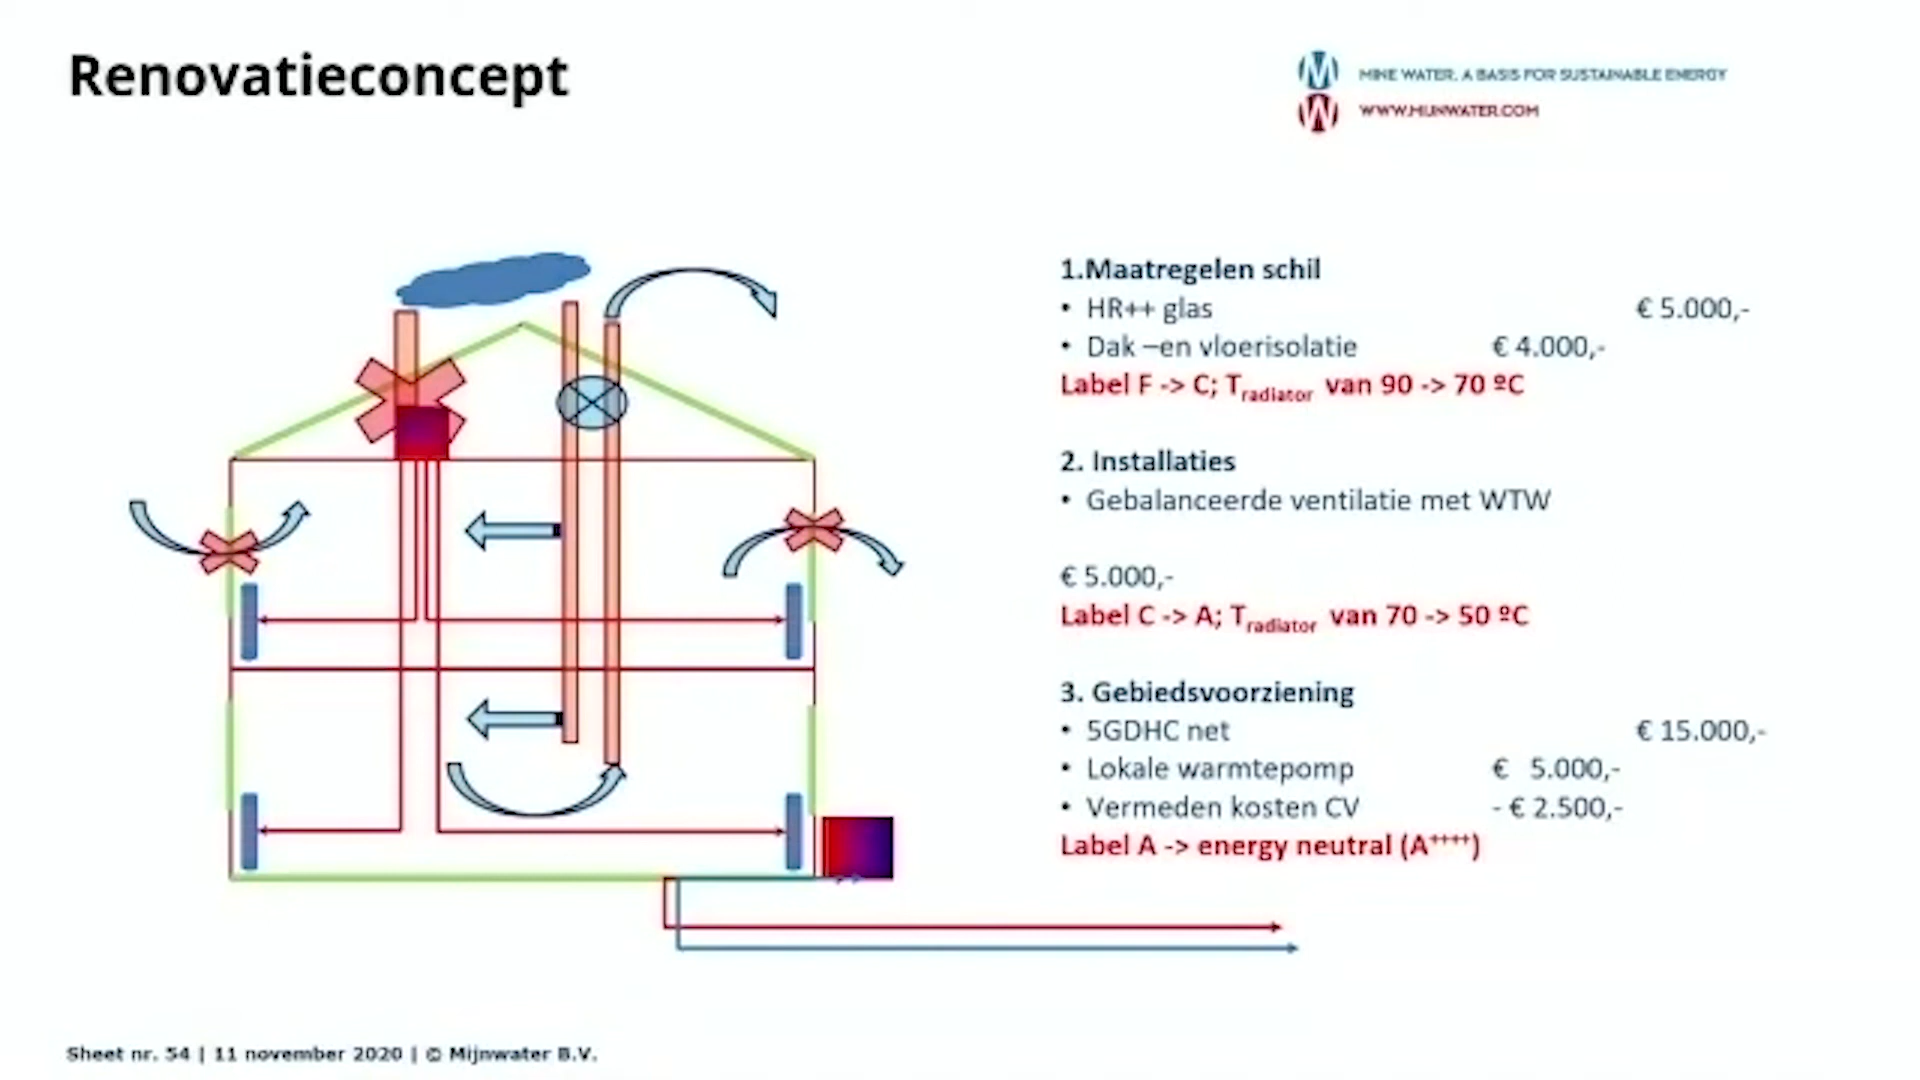 Renovatieconcept
MINE WATER. A BASIS FOR SUSTAINABLE ENERGY
WWW.MIJNWATER.COM
1.Maatregelen schil
• HR++ glas € 5.000,-
• Dak –en vloerisolatie € 4.000,-
Label F -> C; Tradiator van 90 -> 70 ºC
2. Installaties
• Gebalanceerde ventilatie met WTW
€ 5.000,-
Label C -> A; Tradiator van 70 -> 50 ºC
3. Gebiedsvoorziening
• 5GDHC net € 15.000,-
• Lokale warmtepomp € 5.000,-
• Vermeden kosten CV - € 2.500,-
Label A -> energy neutral (A++++)
Sheet nr. 54 | 11 november 2020 | © Mijnwater B.V.